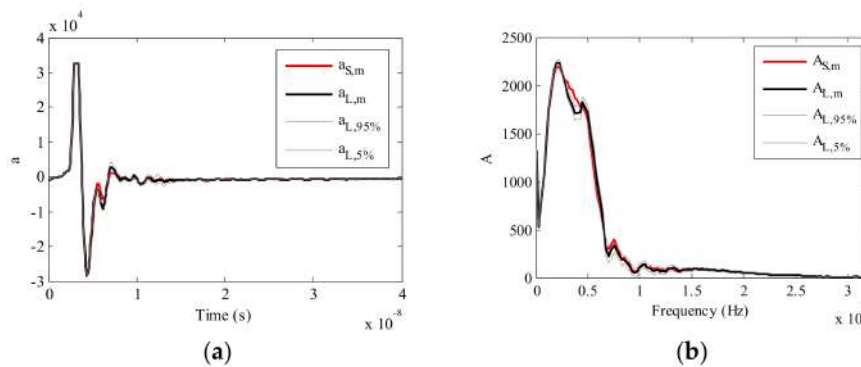 x 10⁴
4
3
2
1
0
-1
-2
-3
a
0
1
2
3
4
Time (s)
x 10⁻⁸
a_S,m
a_L,m
a_L,95%
a_L,5%
(a)
2500
2000
1500
1000
500
0
A
0
0.5
1
1.5
2
2.5
3
Frequency (Hz)
x 10
A_S,m
A_L,m
A_L,95%
A_L,5%
(b)